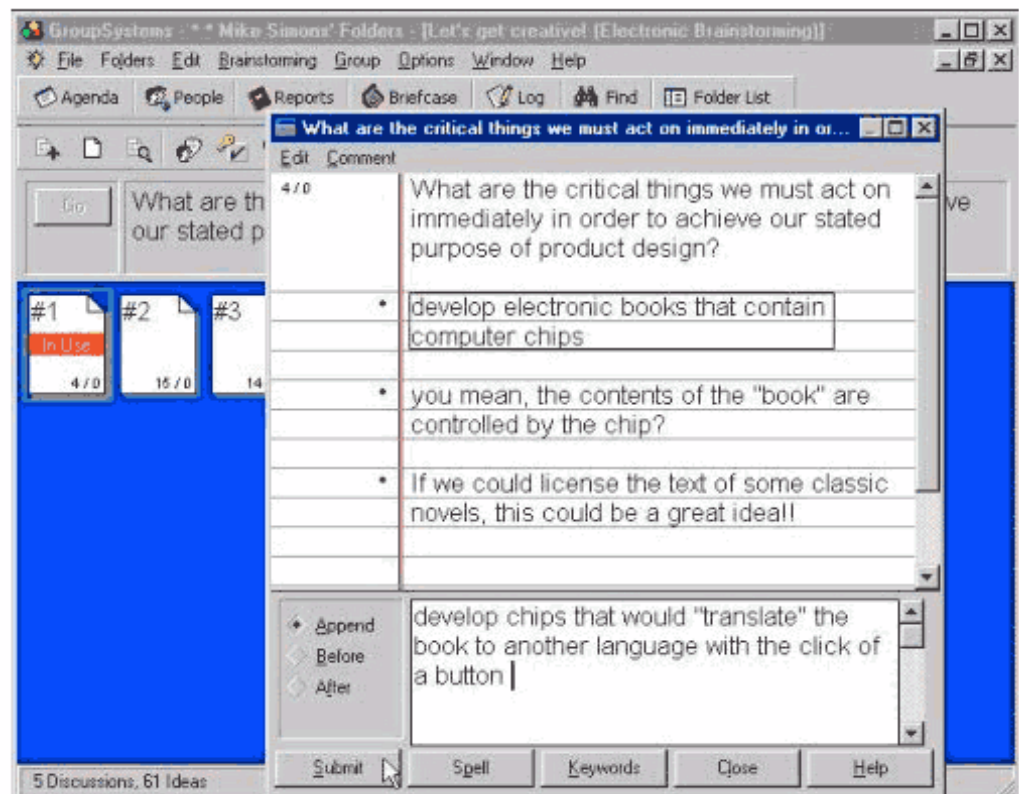 GroupSystems - * * Mike Simons' Folders - [Let's get creative! (Electronic Brainstorming)]
File Folders Edit Brainstorming Group Options Window Help
Agenda People Reports Briefcase Log Find Folder List
What are the critical things we must act on immediately in or...
Edit Comment
Go
What are th
ve
our stated p
4 / 0
What are the critical things we must act on
immediately in order to achieve our stated
purpose of product design?
#1 #2 #3
In Use
4 / 0 15 / 0 14
• develop electronic books that contain
computer chips
• you mean, the contents of the "book" are
controlled by the chip?
• If we could license the text of some classic
novels, this could be a great idea!!
Append
Before
After
develop chips that would "translate" the
book to another language with the click of
a button
Submit Spell Keywords Close Help
5 Discussions, 61 Ideas